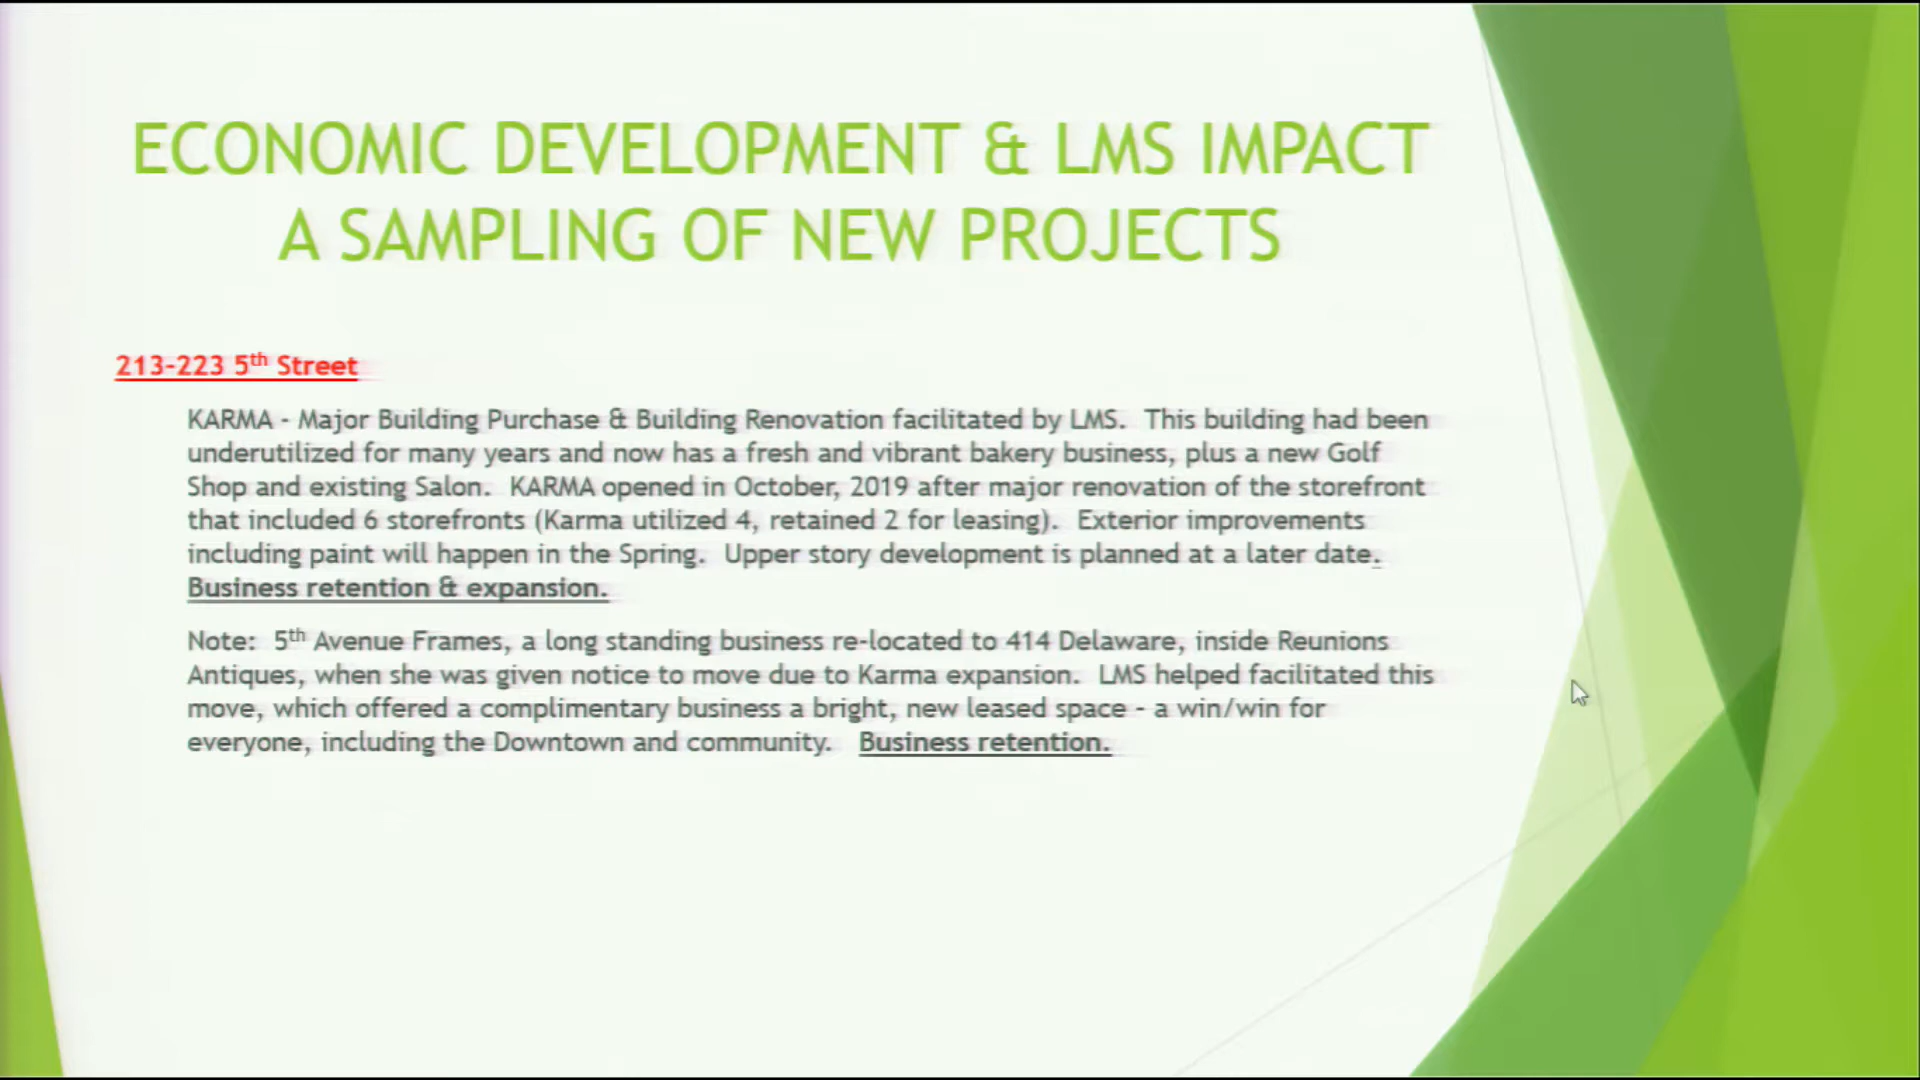 ECONOMIC DEVELOPMENT & LMS IMPACT
A SAMPLING OF NEW PROJECTS
213-223 5th Street
KARMA - Major Building Purchase & Building Renovation facilitated by LMS. This building had been
underutilized for many years and now has a fresh and vibrant bakery business, plus a new Golf
Shop and existing Salon. KARMA opened in October, 2019 after major renovation of the storefront
that included 6 storefronts (Karma utilized 4, retained 2 for leasing). Exterior improvements
including paint will happen in the Spring. Upper story development is planned at a later date.
Business retention & expansion.
Note: 5th Avenue Frames, a long standing business re-located to 414 Delaware, inside Reunions
Antiques, when she was given notice to move due to Karma expansion. LMS helped facilitated this
move, which offered a complimentary business a bright, new leased space - a win/win for
everyone, including the Downtown and community. Business retention.